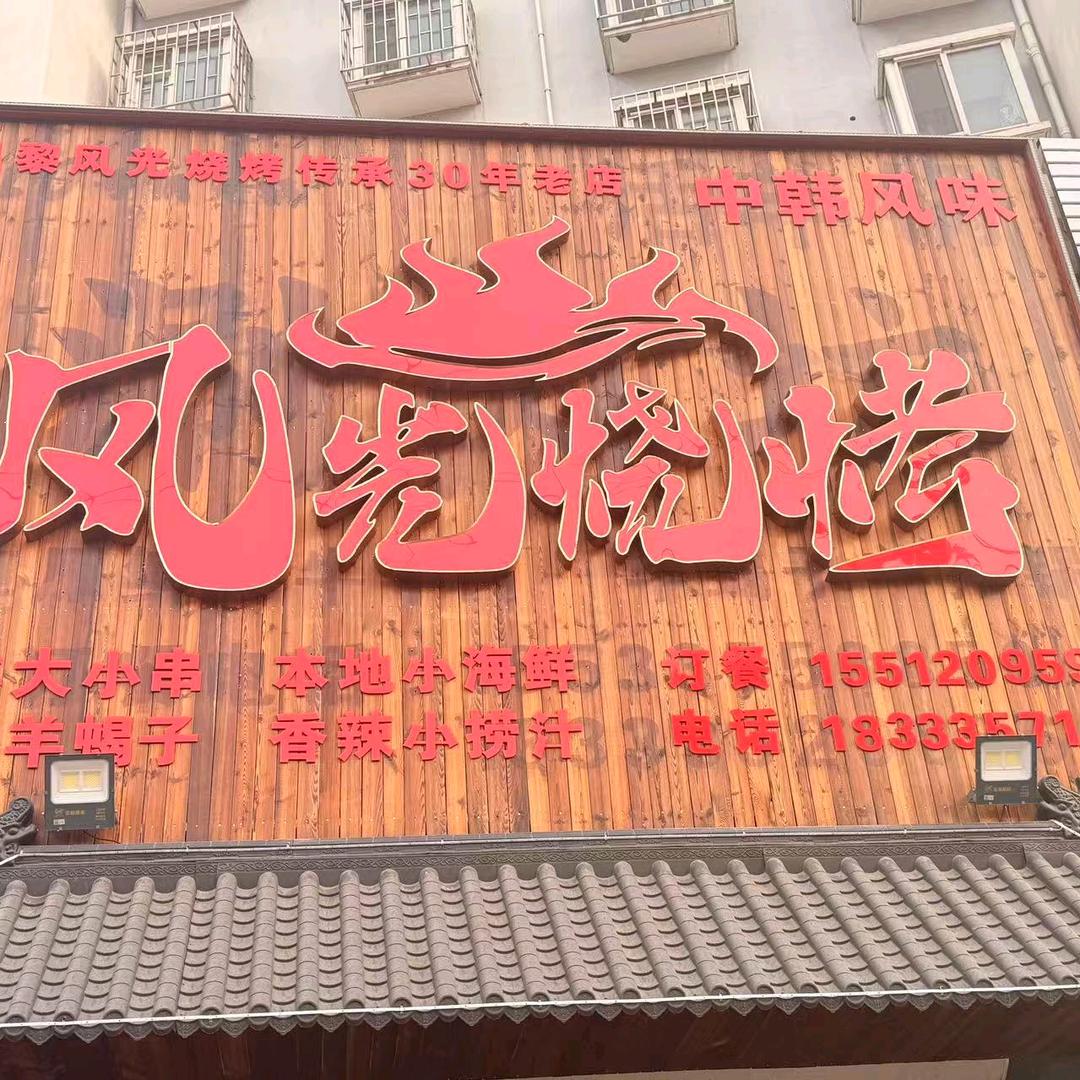 黎风光烧烤传承30年老店 中韩风味
风光烧烤
大小串 本地小海鲜 订餐 155120959
羊蝎子 香辣小捞汁 电话 18333571